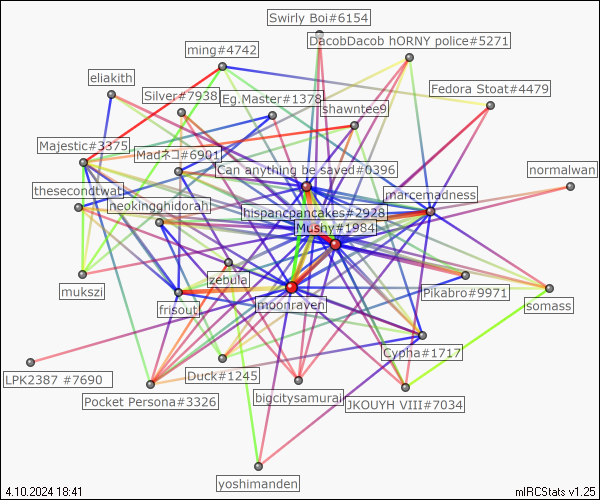 Swirly Boi#6154
DacobDacob hORNY police#5271
ming#4742
eliakith
Fedora Stoat#4479
Silver#7938
Eg.Master#1378
shawntee9
Majestic#3375
Madネコ#6901
Can anything be saved#0396
normalwan
thesecondtwat
marcemadness
neokingghidorah
hispancpancakes#2928
Mushy#1984
zebula
mukszi
Pikabro#9971
frisout
moonraven
somass
Cypha#1717
LPK2387 #7690
Duck#1245
Pocket Persona#3326
bigcitysamurai
JKOUYH VIII#7034
yoshimanden
4.10.2024 18:41
mIRCStats v1.25